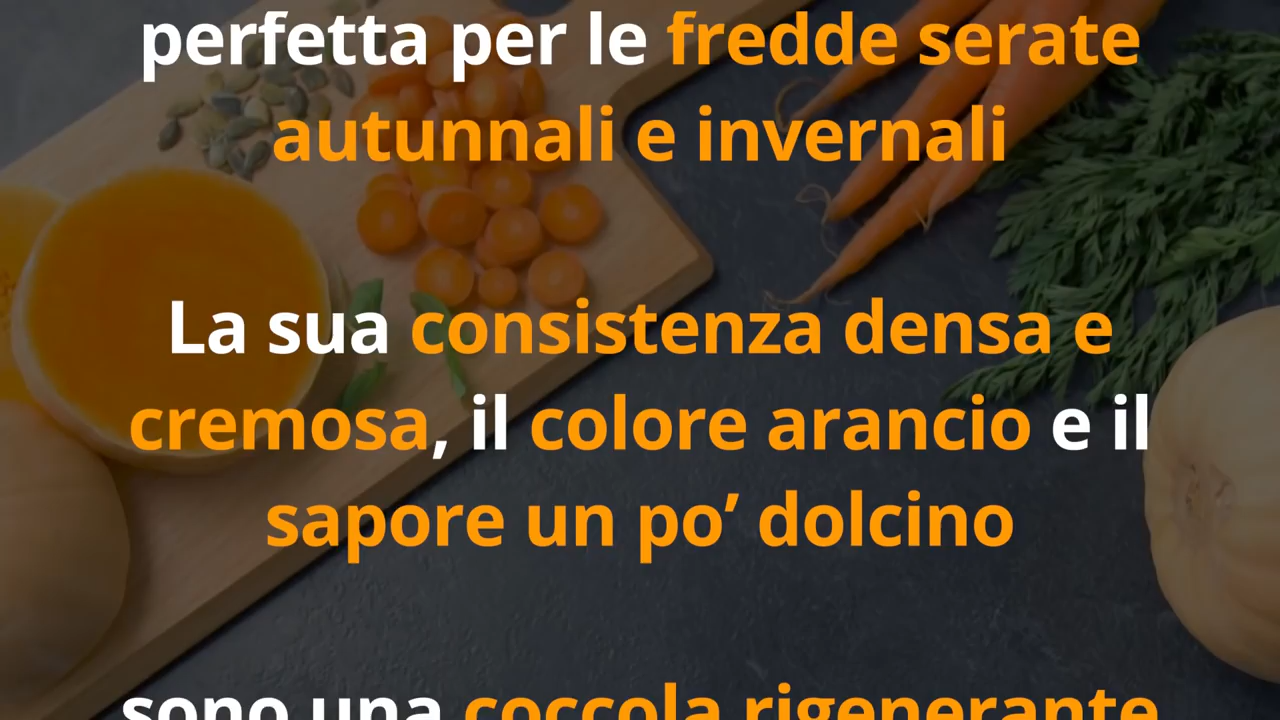 perfetta per le fredde serate
autunnali e invernali
La sua consistenza densa e
cremosa, il colore arancio e il
sapore un po’ dolcino
sono una coccola rigenerante